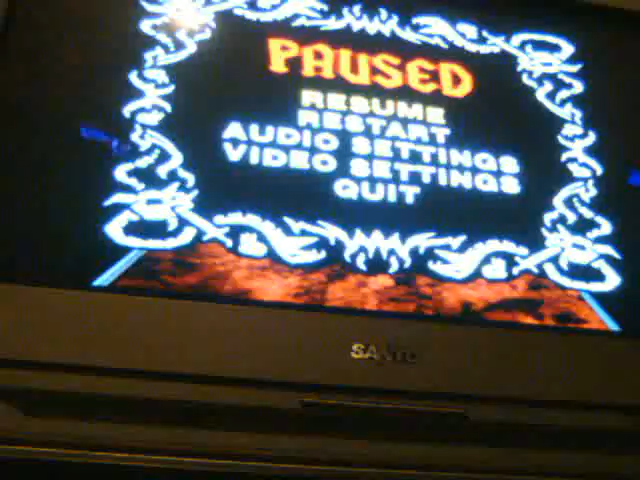 PAUSED
RESUME
RESTART
AUDIO SETTINGS
VIDEO SETTINGS
QUIT
SANYO